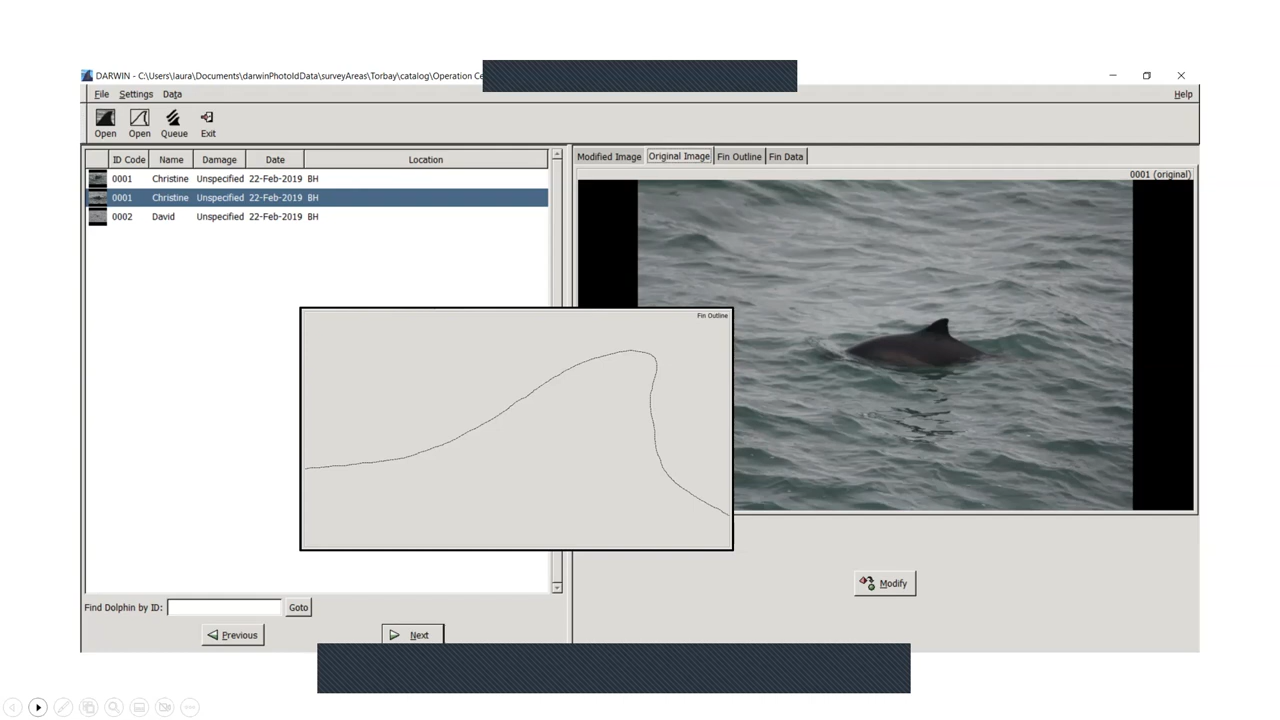 DARWIN - C:\Users\laura\Documents\darwinPhotoIdData\surveyAreas\Torbay\catalog\Operation Ce
File Settings Data Help
Open Open Queue Exit
ID Code Name Damage Date Location
0001 Christine Unspecified 22-Feb-2019 BH
0001 Christine Unspecified 22-Feb-2019 BH
0002 David Unspecified 22-Feb-2019 BH
Modified Image Original Image Fin Outline Fin Data
0001 (original)
Fin Outline
Modify
Find Dolphin by ID: Goto
Previous Next